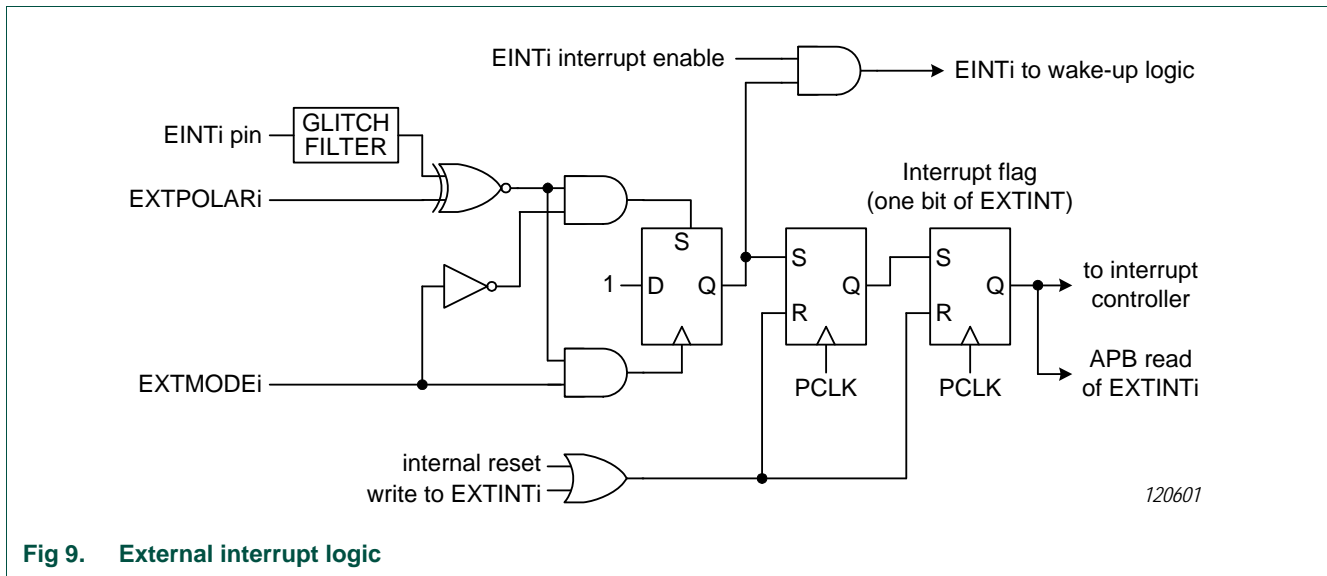 EINTi interrupt enable
EINTi to wake-up logic
EINTi pin
GLITCH
FILTER
EXTPOLARi
Interrupt flag
(one bit of EXTINT)
S
1
D
Q
S
Q
R
S
Q
R
to interrupt
controller
EXTMODEi
PCLK
PCLK
APB read
of EXTINTi
internal reset
write to EXTINTi
120601
Fig 9. External interrupt logic